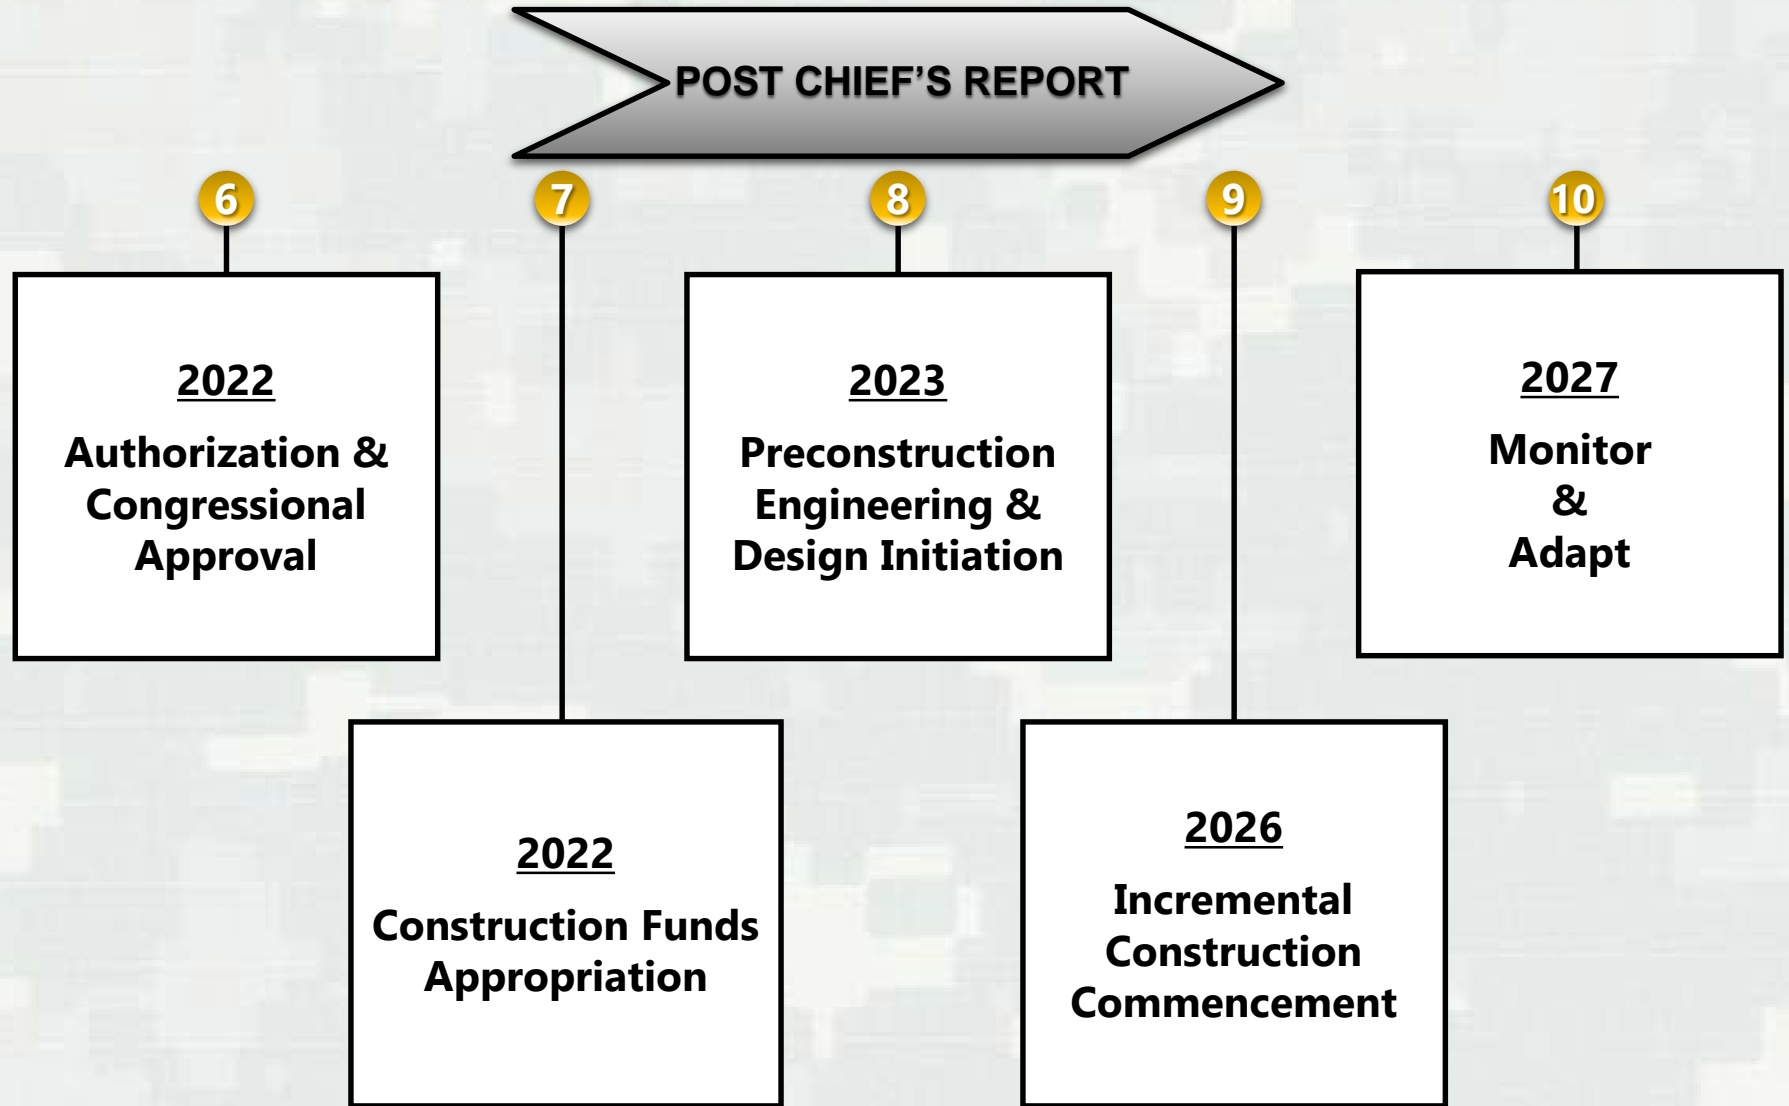 POST CHIEF’S REPORT
6
2022
Authorization &
Congressional
Approval
7
2022
Construction Funds
Appropriation
8
2023
Preconstruction
Engineering &
Design Initiation
9
2026
Incremental
Construction
Commencement
10
2027
Monitor
&
Adapt